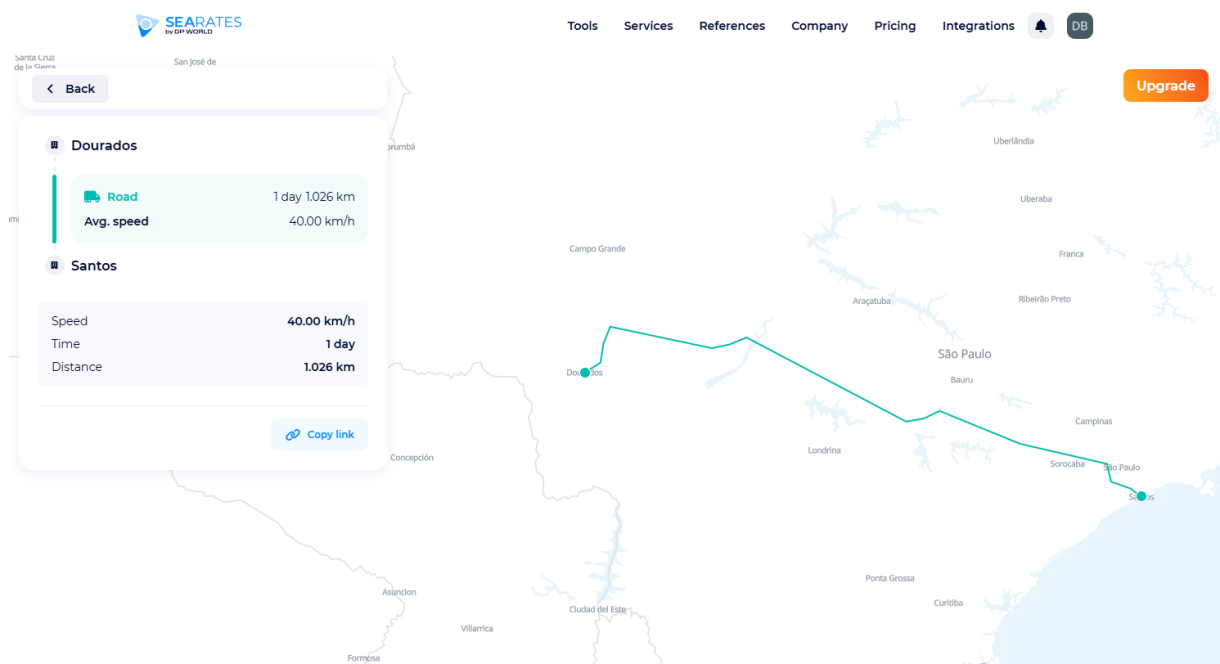 SEARATES
by DP WORLD
Tools Services References Company Pricing Integrations DB
Santa Cruz
de la Sierra
San José de
Back
Upgrade
Dourados
Road 1 day 1.026 km
Avg. speed 40.00 km/h
Santos
Speed 40.00 km/h
Time 1 day
Distance 1.026 km
Copy link
Uberlândia
Uberaba
Campo Grande
Franca
Araçatuba
Ribeirão Preto
São Paulo
Bauru
Campinas
Londrina
Concepción
Sorocaba
São Paulo
Ponta Grossa
Asuncion
Curitiba
Ciudad del Este
Villarrica
Formosa